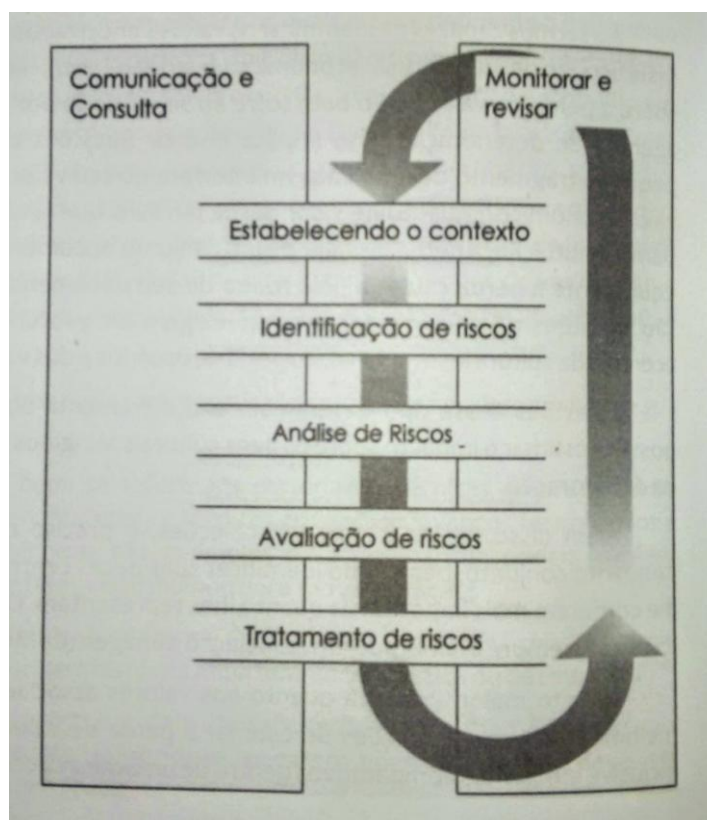 Comunicação e
Consulta
Monitorar e
revisar
Estabelecendo o contexto
Identificação de riscos
Análise de Riscos
Avaliação de riscos
Tratamento de riscos